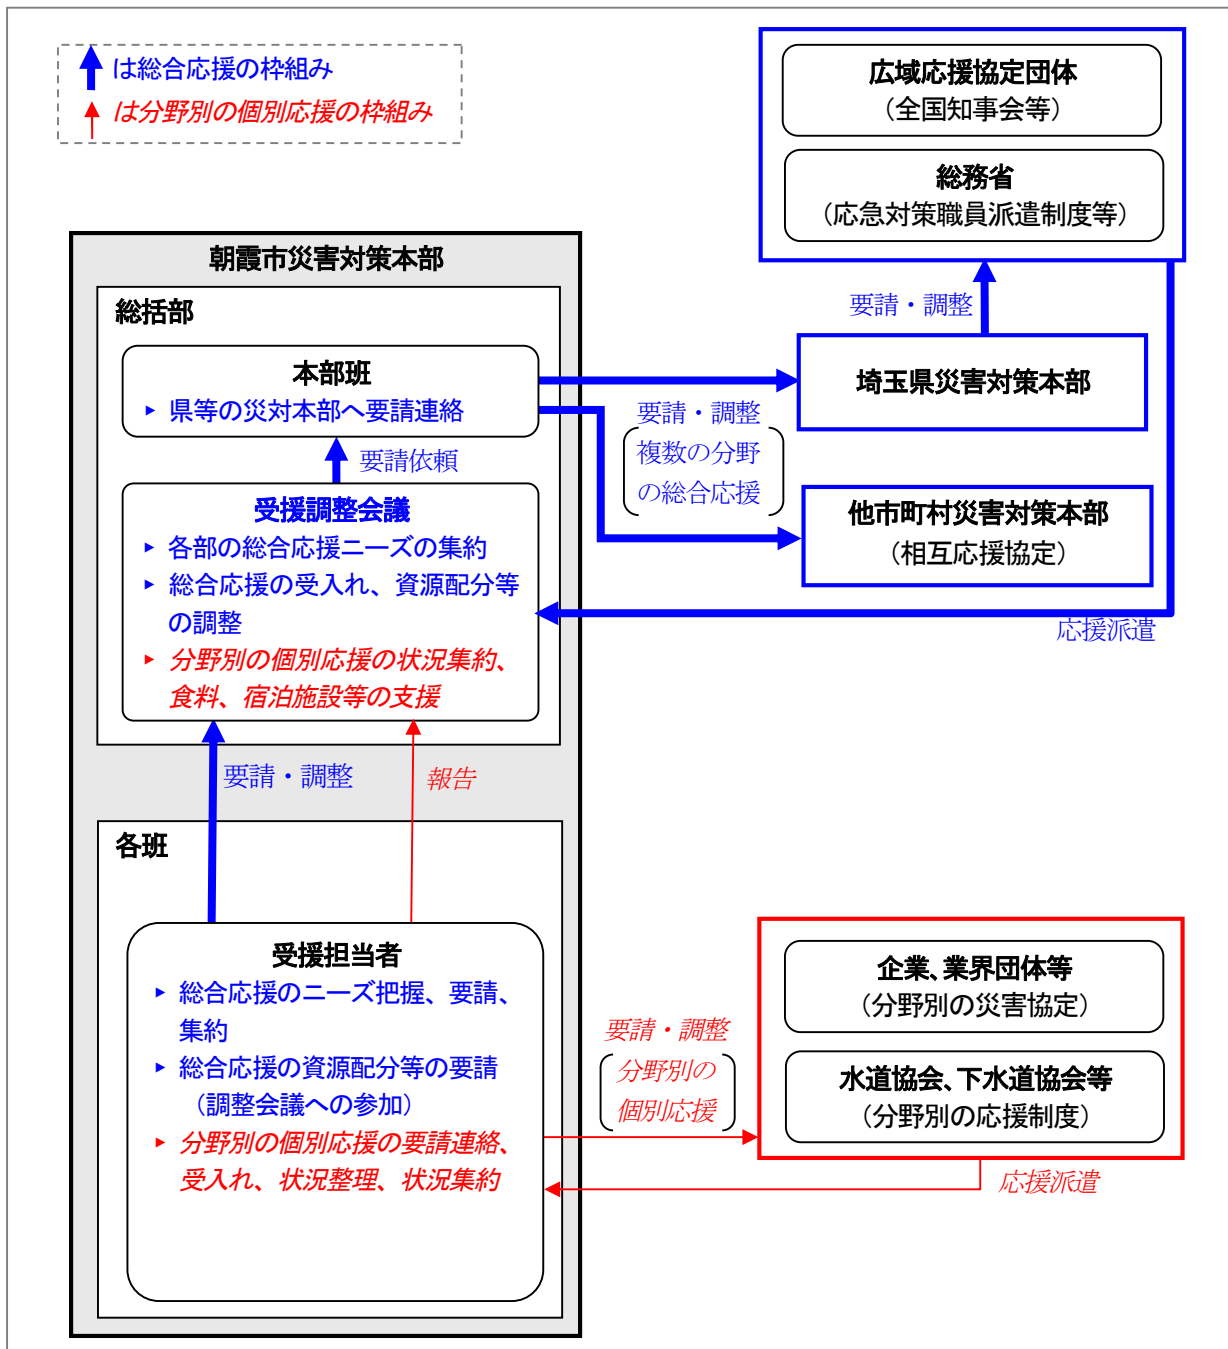 は総合応援の枠組み
は分野別の個別応援の枠組み
広域応援協定団体
（全国知事会等）
総務省
（応急対策職員派遣制度等）
朝霞市災害対策本部
総括部
本部班
▸ 県等の災対本部へ要請連絡
要請依頼
受援調整会議
▸ 各部の総合応援ニーズの集約
▸ 総合応援の受入れ、資源配分等
の調整
▸ 分野別の個別応援の状況集約、
食料、宿泊施設等の支援
要請・調整
埼玉県災害対策本部
要請・調整
複数の分野
の総合応援
他市町村災害対策本部
（相互応援協定）
応援派遣
要請・調整
報告
各班
受援担当者
▸ 総合応援のニーズ把握、要請、
集約
▸ 総合応援の資源配分等の要請
（調整会議への参加）
▸ 分野別の個別応援の要請連絡、
受入れ、状況整理、状況集約
要請・調整
分野別の
個別応援
企業、業界団体等
（分野別の災害協定）
水道協会、下水道協会等
（分野別の応援制度）
応援派遣